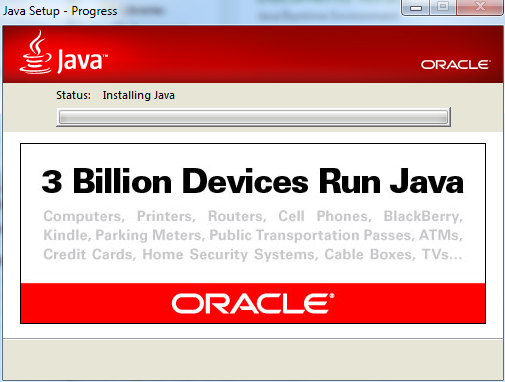 Java Setup - Progress
Java™
ORACLE®
Status: Installing Java
3 Billion Devices Run Java
Computers, Printers, Routers, Cell Phones, BlackBerry,
Kindle, Parking Meters, Public Transportation Passes, ATMs,
Credit Cards, Home Security Systems, Cable Boxes, TVs...
ORACLE®